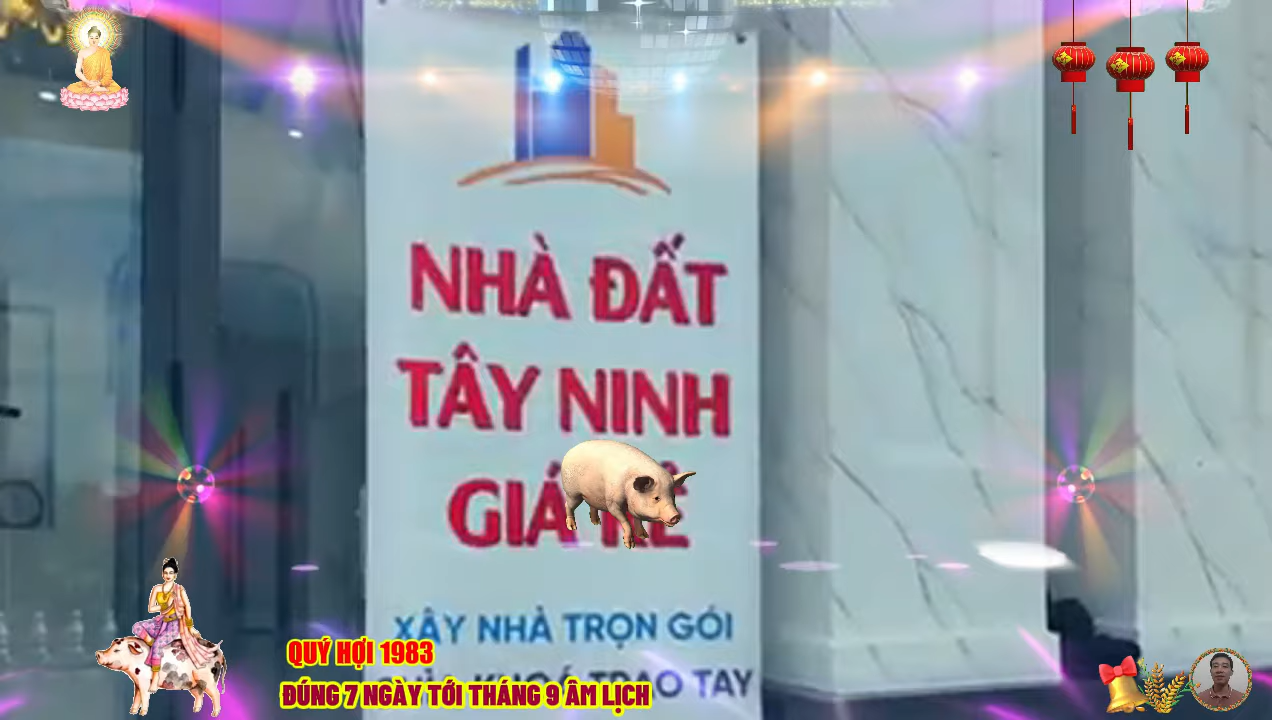 NHÀ ĐẤT
TÂY NINH
GIÁ RẺ
XÂY NHÀ TRỌN GÓI
TRAO TAY
QUÝ HỢI 1983
ĐÚNG 7 NGÀY TỚI THÁNG 9 ÂM LỊCH